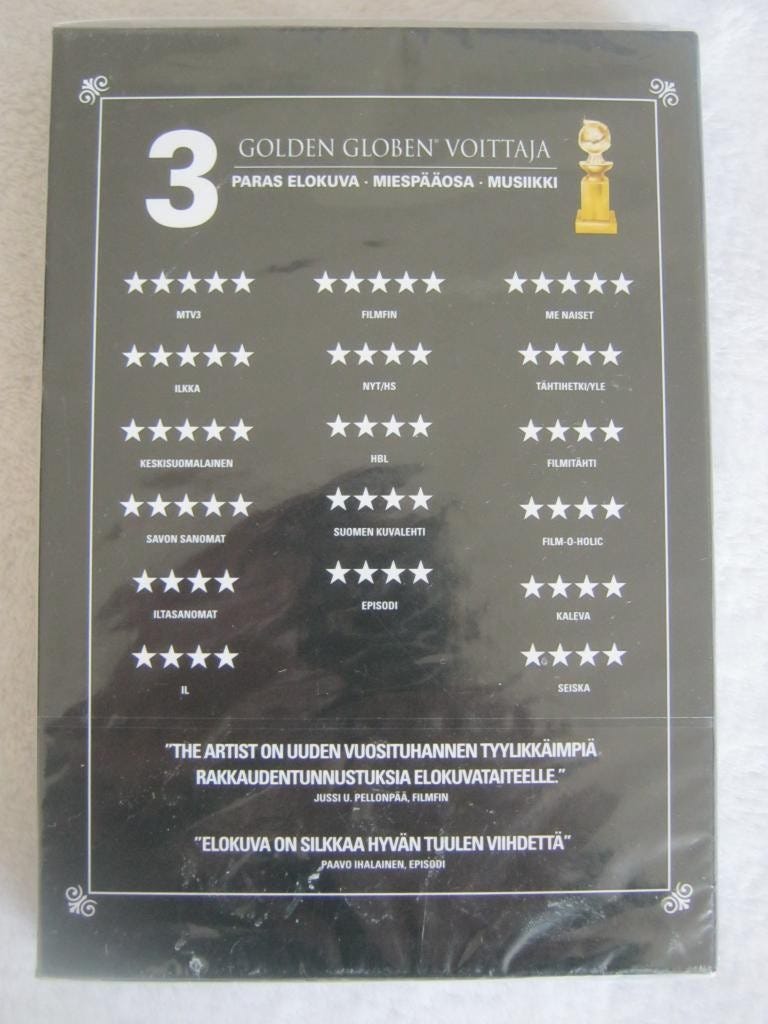 3
GOLDEN GLOBEN® VOITTAJA
PARAS ELOKUVA · MIESPÄÄOSA · MUSIIKKI
★★★★★ ★★★★★ ★★★★★
MTV3 FILMFIN ME NAISET
★★★★★ ★★★★ ★★★★
ILKKA NYT/HS TÄHTIHETKI/YLE
★★★★★ ★★★★ ★★★★
KESKISUOMALAINEN HBL FILMITÄHTI
★★★★★ ★★★★ ★★★★
SAVON SANOMAT SUOMEN KUVALEHTI FILM-O-HOLIC
★★★★ ★★★★ ★★★★
ILTASANOMAT EPISODI KALEVA
★★★★ ★★★★
IL SEISKA
"THE ARTIST ON UUDEN VUOSITUHANNEN TYYLIKKÄIMPIÄ
RAKKAUDENTUNNUSTUKSIA ELOKUVATAITEELLE."
JUSSI U. PELLONPÄÄ, FILMFIN
"ELOKUVA ON SILKKAA HYVÄN TUULEN VIIHDETTÄ"
PAAVO IHALAINEN, EPISODI